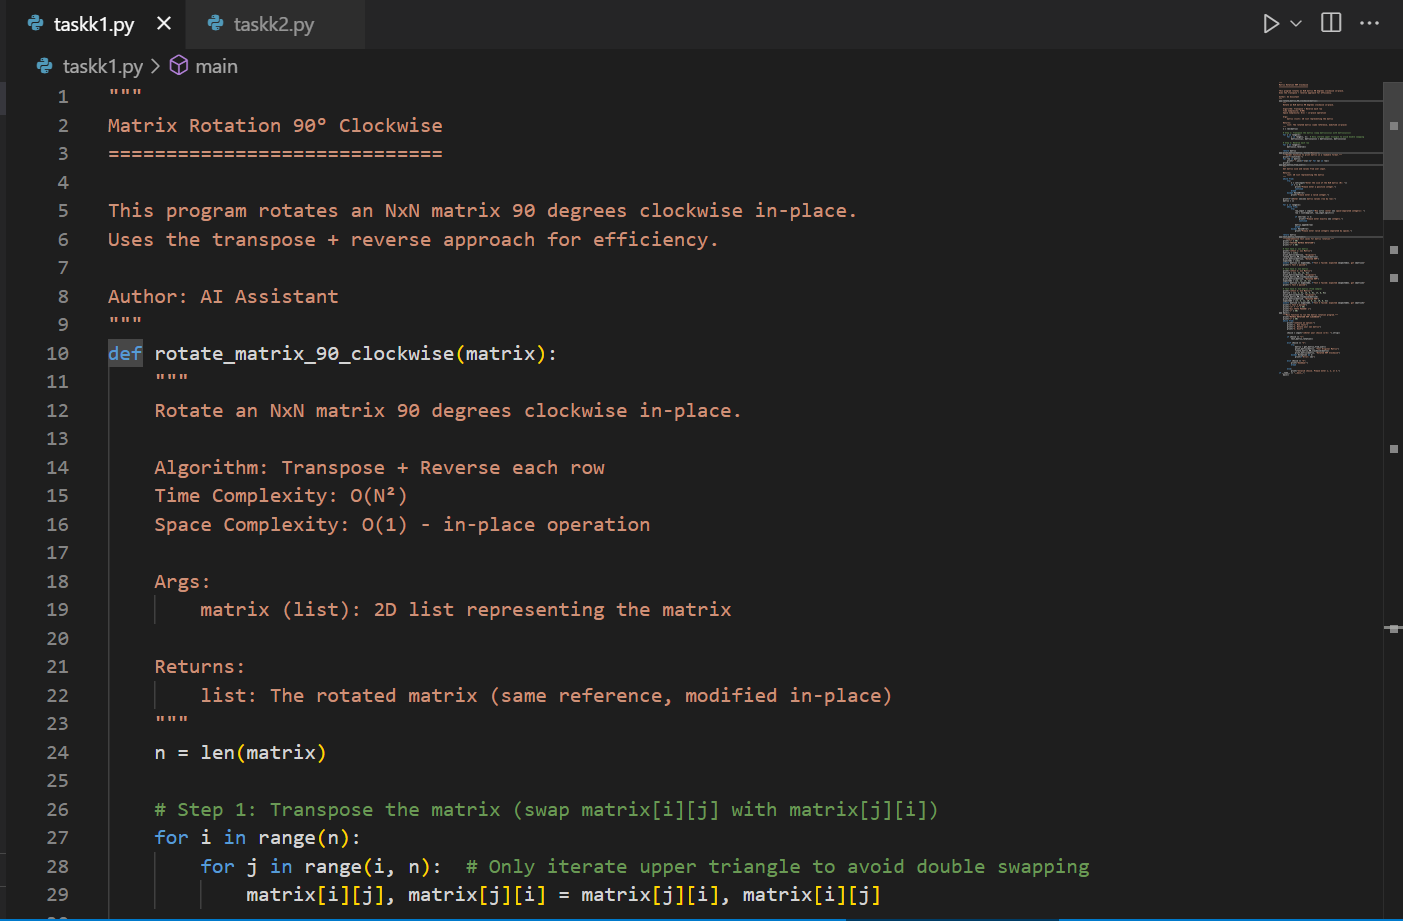 taskk1.py
taskk2.py
taskk1.py > main
1 """
2 Matrix Rotation 90° Clockwise
3 =============================
4
5 This program rotates an NxN matrix 90 degrees clockwise in-place.
6 Uses the transpose + reverse approach for efficiency.
7
8 Author: AI Assistant
9 """
10 def rotate_matrix_90_clockwise(matrix):
11     """
12     Rotate an NxN matrix 90 degrees clockwise in-place.
13
14     Algorithm: Transpose + Reverse each row
15     Time Complexity: O(N²)
16     Space Complexity: O(1) - in-place operation
17
18     Args:
19         matrix (list): 2D list representing the matrix
20
21     Returns:
22         list: The rotated matrix (same reference, modified in-place)
23     """
24     n = len(matrix)
25
26     # Step 1: Transpose the matrix (swap matrix[i][j] with matrix[j][i])
27     for i in range(n):
28         for j in range(i, n):  # Only iterate upper triangle to avoid double swapping
29             matrix[i][j], matrix[j][i] = matrix[j][i], matrix[i][j]